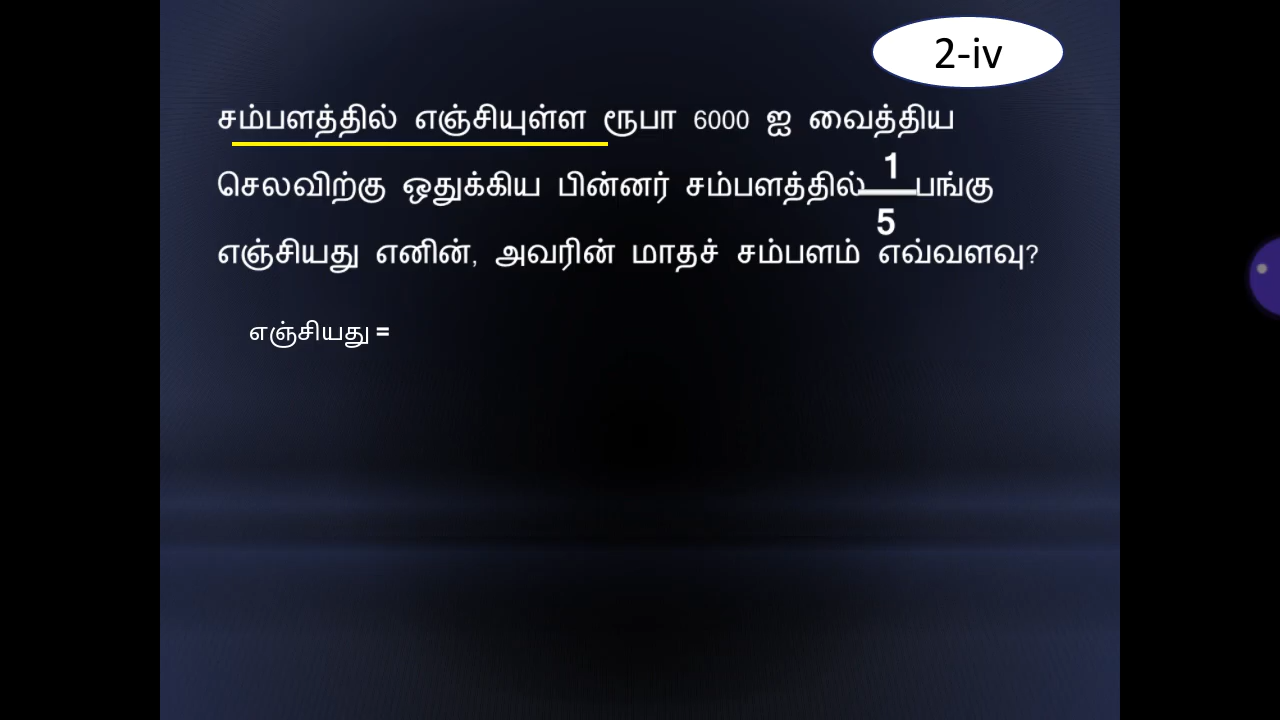 2-iv
சம்பளத்தில் எஞ்சியுள்ள ரூபா 6000 ஐ வைத்திய
செலவிற்கு ஒதுக்கிய பின்னர் சம்பளத்தில் 1/5 பங்கு
எஞ்சியது எனின், அவரின் மாதச் சம்பளம் எவ்வளவு?
எஞ்சியது =